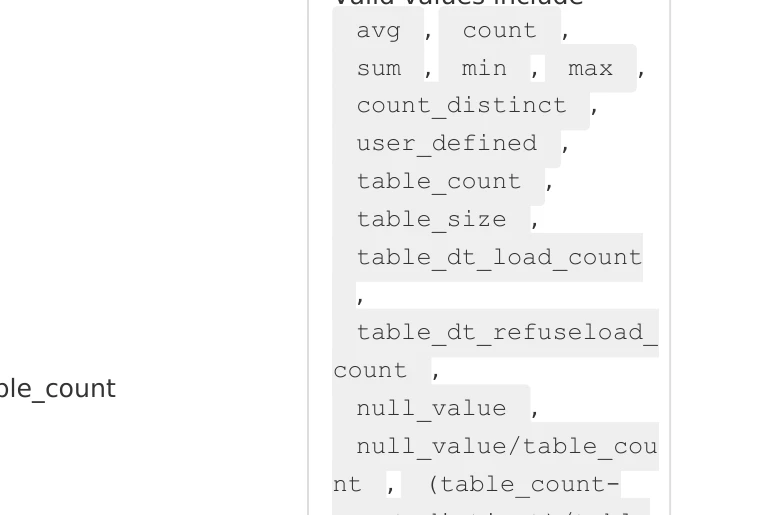 Valid values include
avg , count ,
sum , min , max ,
count_distinct ,
user_defined ,
table_count ,
table_size ,
table_dt_load_count
,
table_dt_refuseload_
count ,
ble_count
null_value ,
null_value/table_cou
nt , (table_count-